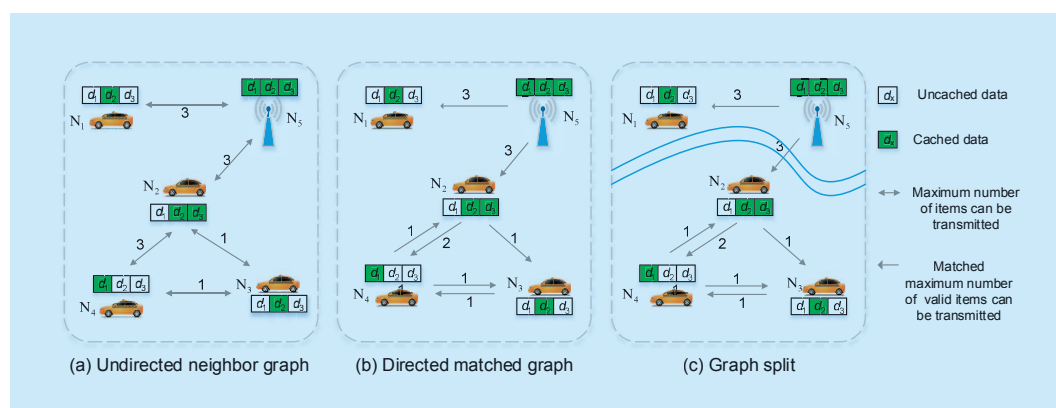 d1 d2 d3
d1 d2 d3
3
N1
N5
3
N2
d1 d2 d3
3
1
d1 d2 d3
1
N3
N4
d1 d2 d3
(a) Undirected neighbor graph
d1 d2 d3
d1 d2 d3
3
N1
N5
3
N2
d1 d2 d3
1
2
1
d1 d2 d3
1
N3
N4
1
1
d1 d2 d3
(b) Directed matched graph
d1 d2 d3
d1 d2 d3
3
N1
N5
3
N2
d1 d2 d3
1
2
1
d1 d2 d3
1
N3
N4
1
1
d1 d2 d3
(c) Graph split
dx Uncached data
dx Cached data
Maximum number
of items can be
transmitted
Matched
maximum number
of valid items can
be transmitted